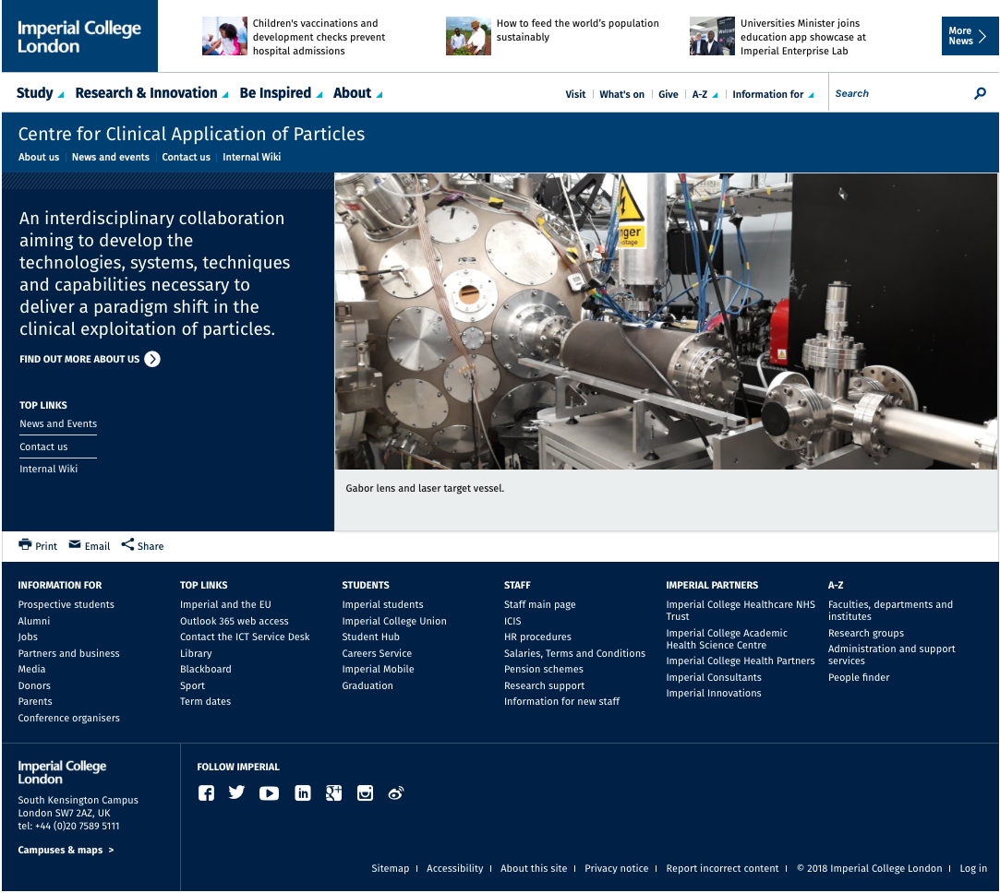 Imperial College
London
Children's vaccinations and
development checks prevent
hospital admissions
How to feed the world's population
sustainably
Universities Minister joins
education app showcase at
Imperial Enterprise Lab
More
News
Study
Research & Innovation
Be Inspired
About
Visit
What's on
Give
A-Z
Information for
Search
Centre for Clinical Application of Particles
About us
News and events
Contact us
Internal Wiki
An interdisciplinary collaboration
aiming to develop the
technologies, systems, techniques
and capabilities necessary to
deliver a paradigm shift in the
clinical exploitation of particles.
FIND OUT MORE ABOUT US
TOP LINKS
News and Events
Contact us
Internal Wiki
Gabor lens and laser target vessel.
Print
Email
Share
INFORMATION FOR
Prospective students
Alumni
Jobs
Partners and business
Media
Donors
Parents
Conference organisers
TOP LINKS
Imperial and the EU
Outlook 365 web access
Contact the ICT Service Desk
Library
Blackboard
Sport
Term dates
STUDENTS
Imperial students
Imperial College Union
Student Hub
Careers Service
Imperial Mobile
Graduation
STAFF
Staff main page
ICIS
HR procedures
Salaries, Terms and Conditions
Pension schemes
Research support
Information for new staff
IMPERIAL PARTNERS
Imperial College Healthcare NHS
Trust
Imperial College Academic
Health Science Centre
Imperial College Health Partners
Imperial Consultants
Imperial Innovations
A-Z
Faculties, departments and
institutes
Research groups
Administration and support
services
People finder
Imperial College
London
South Kensington Campus
London SW7 2AZ, UK
tel: +44 (0)20 7589 5111
Campuses & maps >
FOLLOW IMPERIAL
Sitemap
Accessibility
About this site
Privacy notice
Report incorrect content
© 2018 Imperial College London
Log in